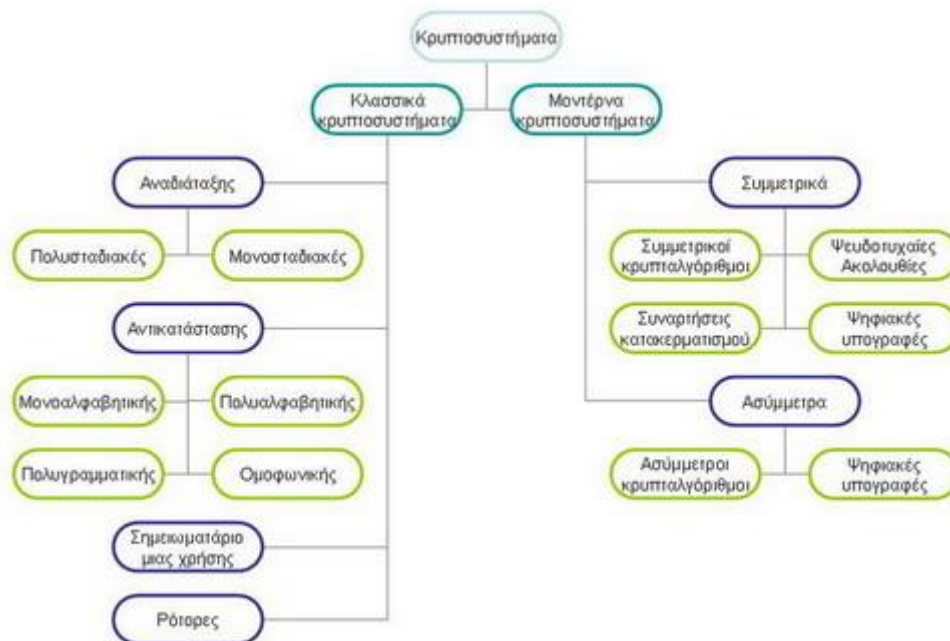 Κρυπτοσυστήματα
Κλασσικά
κρυπτοσυστήματα
Μοντέρνα
κρυπτοσυστήματα
Αναδιάταξης
Πολυσταδιακές
Μονοσταδιακές
Αντικατάστασης
Μονοαλφαβητικής
Πολυαλφαβητικής
Πολυγραμματικής
Ομοφωνικής
Σημειωματάριο
μιας χρήσης
Ρότορες
Συμμετρικά
Συμμετρικοί
κρυπταλγόριθμοι
Ψευδοτυχαίες
Ακολουθίες
Συναρτήσεις
κατακερματισμού
Ψηφιακές
υπογραφές
Ασύμμετρα
Ασύμμετροι
κρυπταλγόριθμοι
Ψηφιακές
υπογραφές